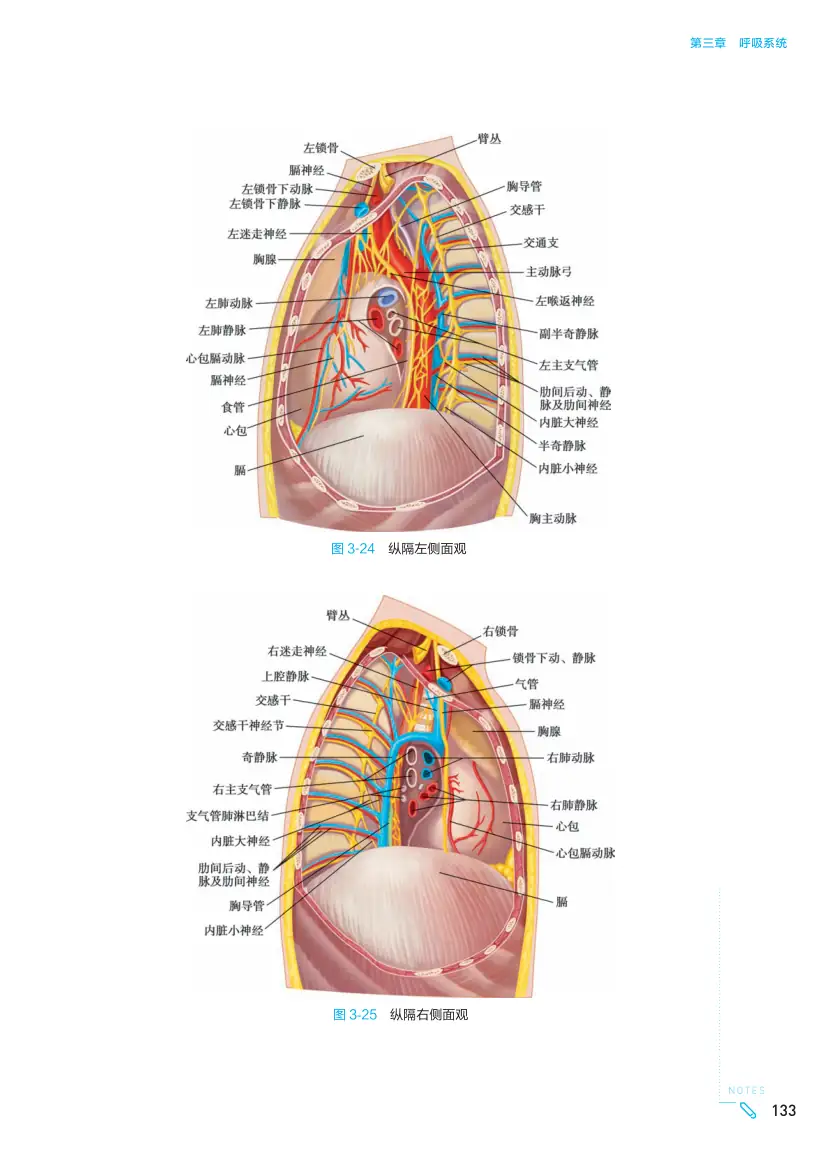 第三章 呼吸系统
左锁骨
臂丛
膈神经
左锁骨下动脉
左锁骨下静脉
胸导管
交感干
左迷走神经
交通支
胸腺
主动脉弓
左肺动脉
左喉返神经
左肺静脉
副半奇静脉
心包膈动脉
左主支气管
膈神经
肋间后动、静
脉及肋间神经
食管
内脏大神经
心包
半奇静脉
膈
内脏小神经
胸主动脉
图 3-24 纵隔左侧面观
臂丛
右锁骨
右迷走神经
锁骨下动、静脉
上腔静脉
气管
交感干
膈神经
交感干神经节
胸腺
奇静脉
右肺动脉
右主支气管
右肺静脉
支气管肺淋巴结
心包
内脏大神经
心包膈动脉
肋间后动、静
脉及肋间神经
胸导管
膈
内脏小神经
图 3-25 纵隔右侧面观
NOTES
133